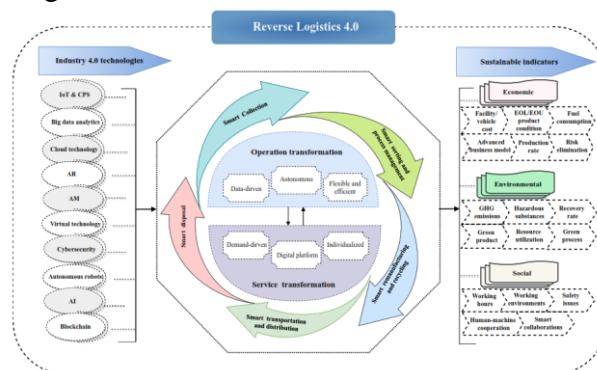 Reverse Logistics 4.0
Industry 4.0 technologies
IoT & CPS
Big data analytics
Cloud technology
AR
AM
Virtual technology
Cybersecurity
Autonomous robots
AI
Blockchain
Smart Collection
Smart sorting and
process management
Smart remanufacturing
and recycling
Smart transportation
and distribution
Smart disposal
Operation transformation
Data-driven
Autonomous
Flexible and
efficient
Demand-driven
Digital platform
Individualized
Service transformation
Sustainable indicators
Economic
Facility/
vehicle
cost
EOL/EOU
product
condition
Fuel
consumption
Advanced
business model
Production
rate
Risk
elimination
Environmental
GHG
emissions
Hazardous
substances
Recovery
rate
Green
product
Resource
utilization
Green
process
Social
Working
hours
Working
environments
Safety
issues
Human-machine
cooperation
Smart
collaborations